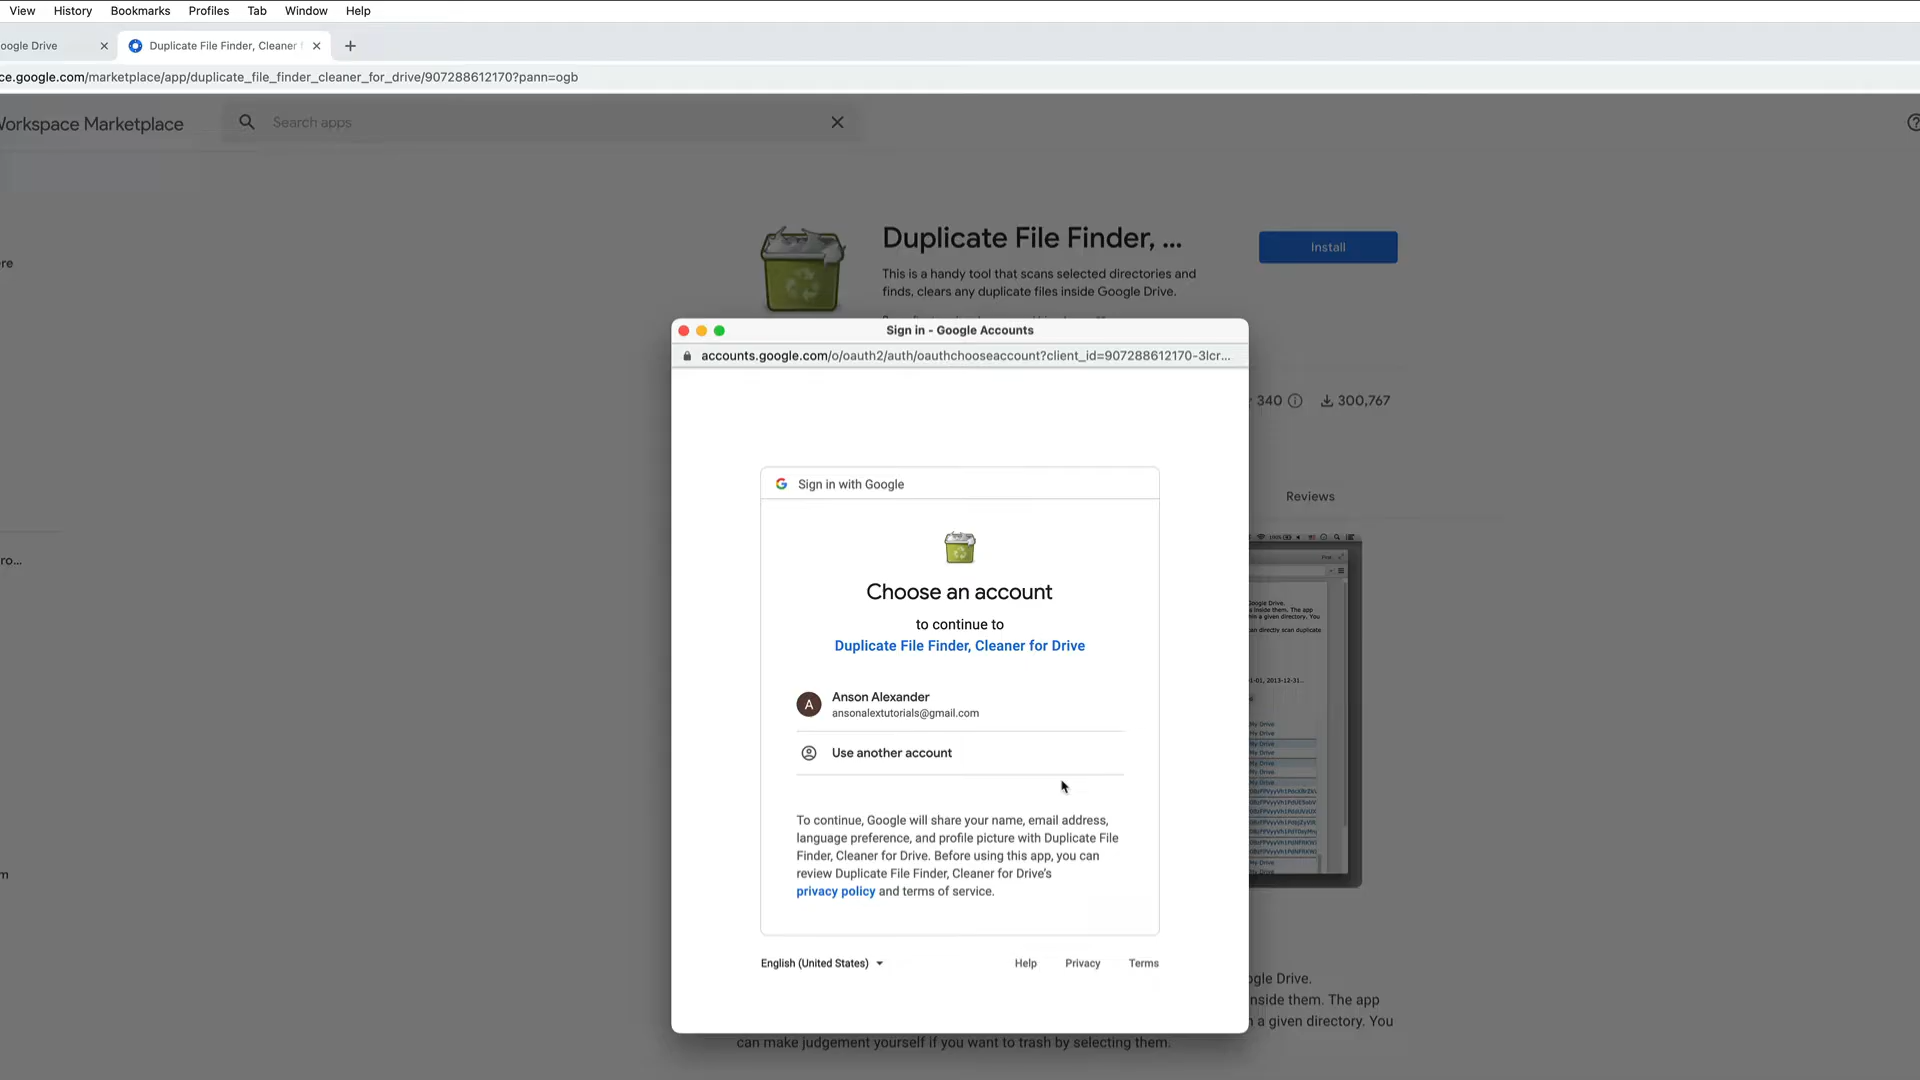 View History Bookmarks Profiles Tab Window Help
oogle Drive
Duplicate File Finder, Cleaner
ce.google.com/marketplace/app/duplicate_file_finder_cleaner_for_drive/907288612170?pann=ogb
Workspace Marketplace
Search apps
Duplicate File Finder, ...
Install
This is a handy tool that scans selected directories and
finds, clears any duplicate files inside Google Drive.
re
Sign in - Google Accounts
accounts.google.com/o/oauth2/auth/oauthchooseaccount?client_id=907288612170-3lcr...
340
300,767
Sign in with Google
Reviews
ro...
Choose an account
to continue to
Duplicate File Finder, Cleaner for Drive
A
Anson Alexander
ansonalextutorials@gmail.com
Use another account
To continue, Google will share your name, email address,
language preference, and profile picture with Duplicate File
Finder, Cleaner for Drive. Before using this app, you can
review Duplicate File Finder, Cleaner for Drive's
privacy policy and terms of service.
m
English (United States)
Help Privacy Terms
ogle Drive.
nside them. The app
n a given directory. You
can make judgement yourself if you want to trash by selecting them.